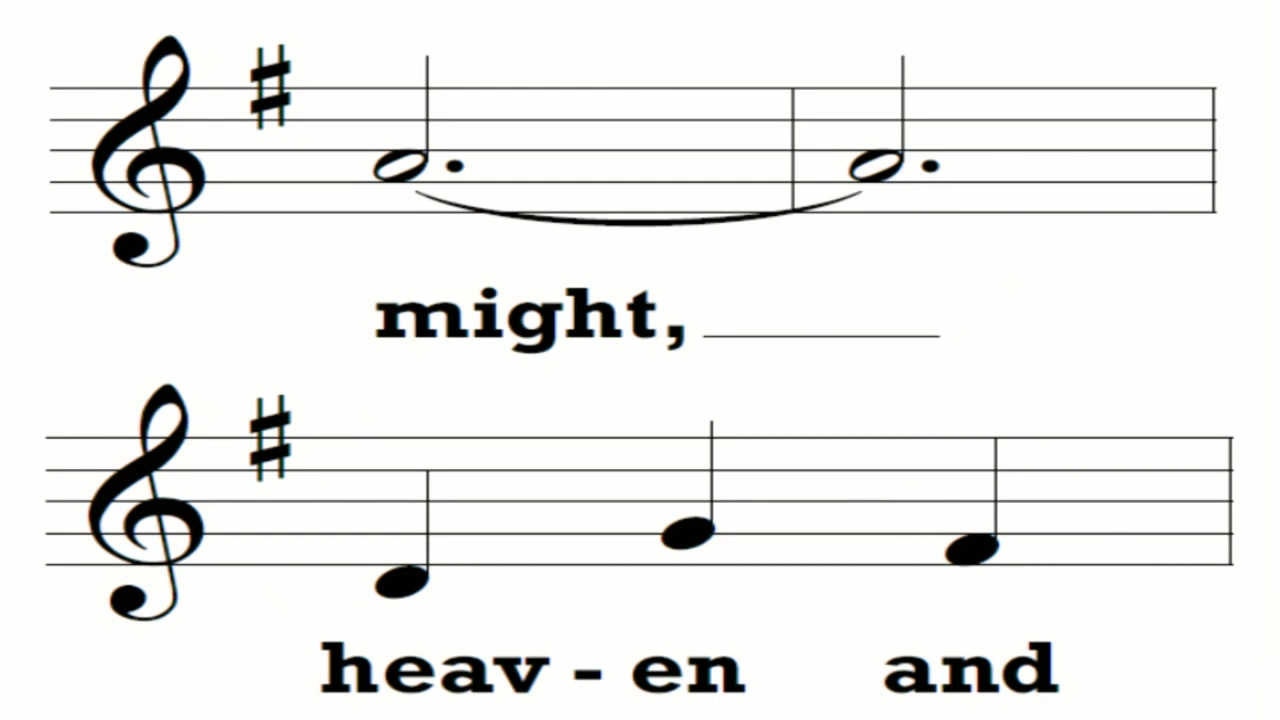 might,
heav - en and